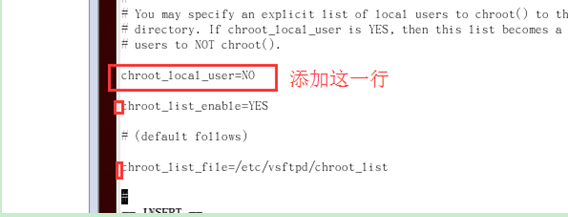 # You may specify an explicit list of local users to chroot() to th
# directory. If chroot_local_user is YES, then this list becomes a
# users to NOT chroot().
chroot_local_user=NO 添加这一行
chroot_list_enable=YES
# (default follows)
chroot_list_file=/etc/vsftpd/chroot_list
#
-- INSERT --